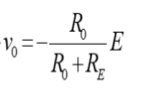 v₀ = − R₀ / (R₀ + R_E) E